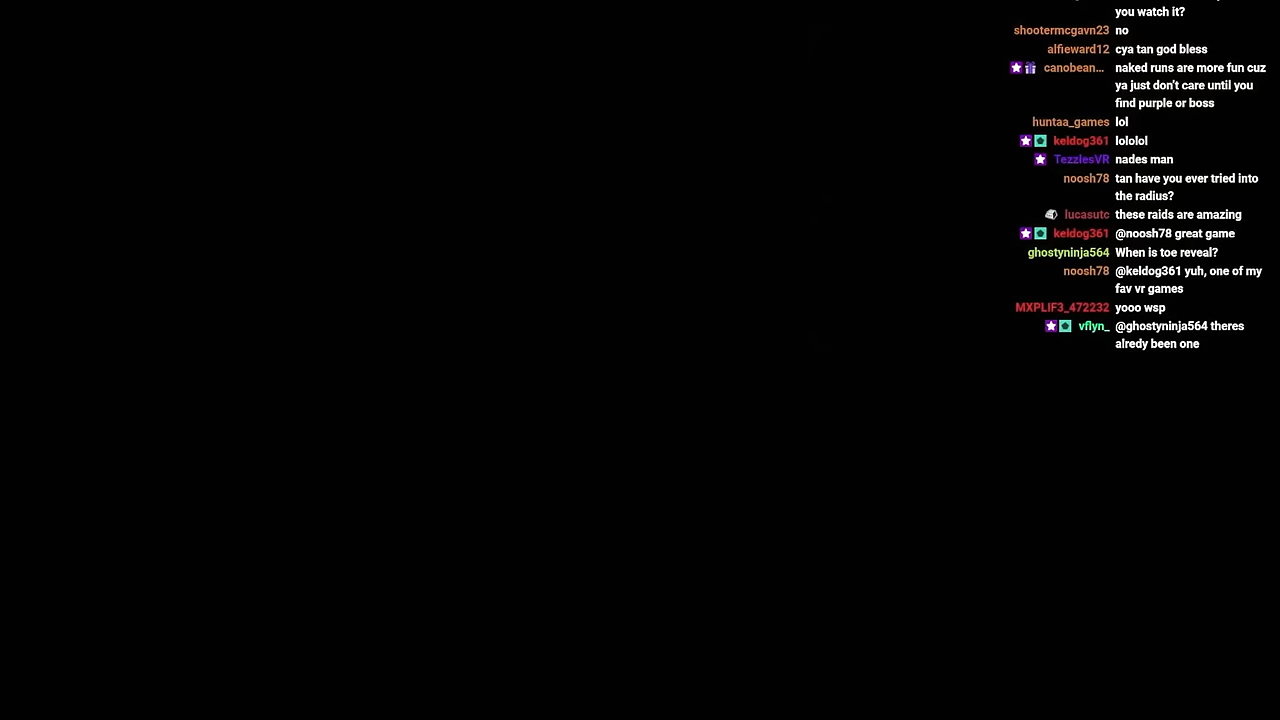 you watch it?
shootermcgavn23 no
alfieward12 cya tan god bless
canobean... naked runs are more fun cuz
ya just don't care until you
find purple or boss
huntaa_games lol
keldog361 lololol
TezzlesVR nades man
noosh78 tan have you ever tried into
the radius?
lucasutc these raids are amazing
keldog361 @noosh78 great game
ghostyninja564 When is toe reveal?
noosh78 @keldog361 yuh, one of my
fav vr games
MXPLIF3_472232 yooo wsp
vflyn_ @ghostyninja564 theres
alredy been one